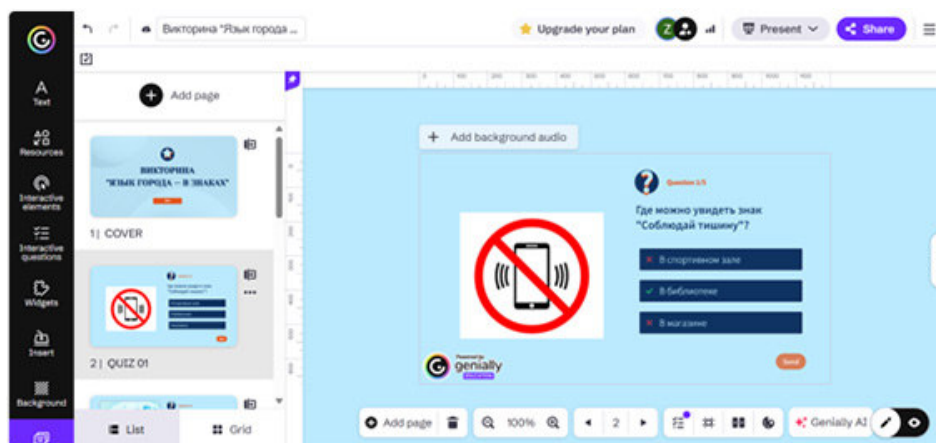 Викторина "Язык города ...
Upgrade your plan
Z
Present
Share
Text
Resources
Interactive elements
Interactive questions
Widgets
Insert
Background
Add page
ВИКТОРИНА
"ЯЗЫК ГОРОДА – В ЗНАКАХ"
1 | COVER
2 | QUIZ 01
List
Grid
Add background audio
Question 1/5
Где можно увидеть знак
"Соблюдай тишину"?
В спортивном зале
В библиотеке
В магазине
Send
Powered by
genially
Add page
100%
2
Genially AI